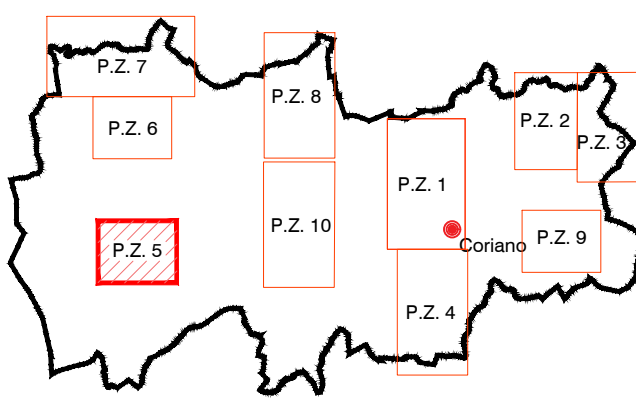 P.Z. 7
P.Z. 8
P.Z. 6
P.Z. 2
P.Z. 3
P.Z. 1
P.Z. 10
P.Z. 5
P.Z. 9
Coriano
P.Z. 4